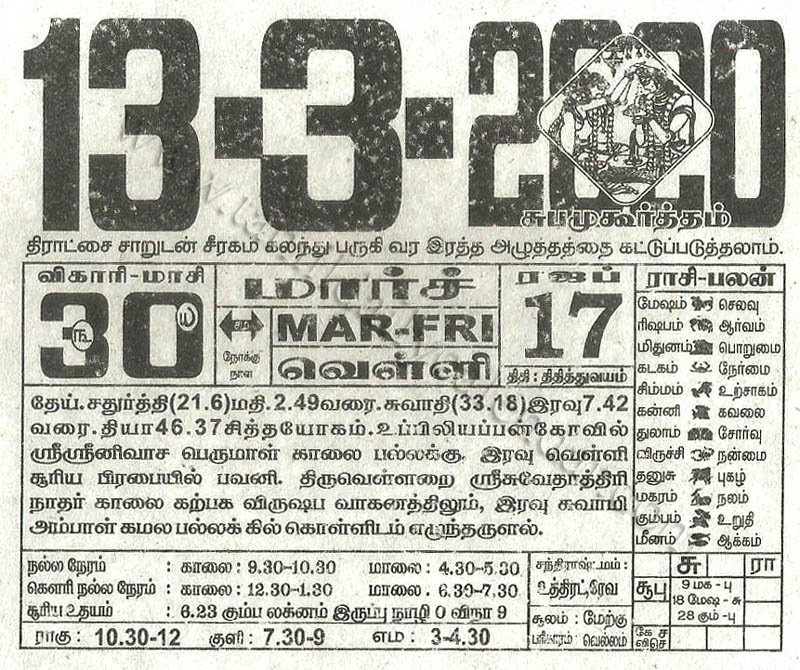 13-3-2020
சுபமுகூர்த்தம்
திராட்சை சாறுடன் சீரகம் கலந்து பருகி வர இரத்த அழுத்தத்தை கட்டுப்படுத்தலாம்.
விகாரி-மாசி
30
நோக்கு
நாள்
மார்ச்
MAR-FRI
வெள்ளி
ரஜப்
17
திதி : திதித்துவயம்
ராசி-பலன்
மேஷம் செலவு
ரிஷபம் ஆர்வம்
மிதுனம் பொறுமை
கடகம் நேர்மை
சிம்மம் உற்சாகம்
கன்னி கவலை
துலாம் சோர்வு
விருச்சி நன்மை
தனுசு புகழ்
மகரம் நலம்
கும்பம் உறுதி
மீனம் ஆக்கம்
தேய். சதுர்த்தி(21.6)மதி.2.49வரை.சுவாதி(33.18)இரவு7.42
வரை.தியா46.37சித்தயோகம்.உப்பிலியப்பன்கோவில்
ஸ்ரீஸ்ரீனிவாச பெருமாள் காலை பல்லக்கு. இரவு வெள்ளி
சூரிய பிரபையில் பவனி. திருவெள்ளறை ஸ்ரீசுவேதாத்திரி
நாதர் காலை கற்பக விருஷப வாகனத்திலும், இரவு சுவாமி
அம்பாள் கமல பல்லக்கில் கொள்ளிடம் எழுந்தருளல்.
நல்ல நேரம் : காலை: 9.30-10.30 மாலை: 4.30-5.30
கௌரி நல்ல நேரம் : காலை: 12.30-1.30 மாலை: 6.30-7.30
சூரிய உதயம் : 6.23 கும்ப லக்னம் இருப்பு நாழி 0 விநா 9
ராகு: 10.30-12 குளி: 7.30-9 எம: 3-4.30
சந்திராஷ்டமம் :
உத்திரட்,ரேவ
சூலம் : மேற்கு
பரிகாரம் : வெல்லம்
சு ரா
சூபு
9 மக - பு
18 மேஷ - சு
28 கும் - பு
கே ச
விசெ